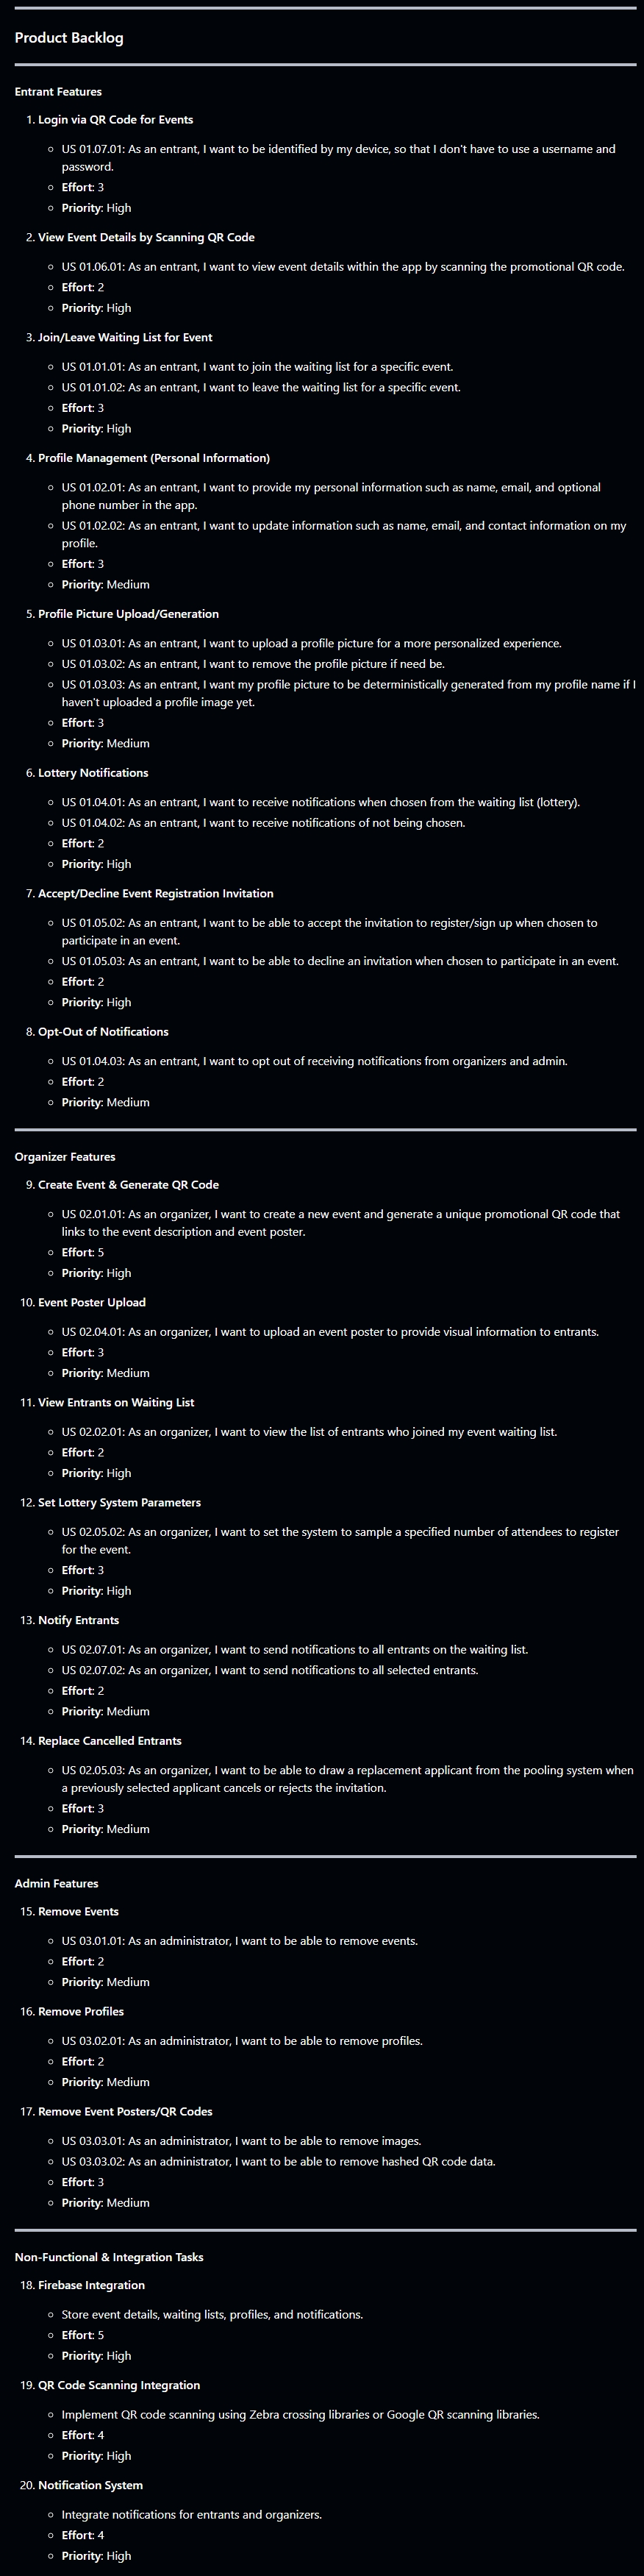 Product Backlog
Entrant Features
1. Login via QR Code for Events
US 01.07.01: As an entrant, I want to be identified by my device, so that I don't have to use a username and
password.
Effort: 3
Priority: High
2. View Event Details by Scanning QR Code
US 01.06.01: As an entrant, I want to view event details within the app by scanning the promotional QR code.
Effort: 2
Priority: High
3. Join/Leave Waiting List for Event
US 01.01.01: As an entrant, I want to join the waiting list for a specific event.
US 01.01.02: As an entrant, I want to leave the waiting list for a specific event.
Effort: 3
Priority: High
4. Profile Management (Personal Information)
US 01.02.01: As an entrant, I want to provide my personal information such as name, email, and optional
phone number in the app.
US 01.02.02: As an entrant, I want to update information such as name, email, and contact information on my
profile.
Effort: 3
Priority: Medium
5. Profile Picture Upload/Generation
US 01.03.01: As an entrant, I want to upload a profile picture for a more personalized experience.
US 01.03.02: As an entrant, I want to remove the profile picture if need be.
US 01.03.03: As an entrant, I want my profile picture to be deterministically generated from my profile name if I
haven't uploaded a profile image yet.
Effort: 3
Priority: Medium
6. Lottery Notifications
US 01.04.01: As an entrant, I want to receive notifications when chosen from the waiting list (lottery).
US 01.04.02: As an entrant, I want to receive notifications of not being chosen.
Effort: 2
Priority: High
7. Accept/Decline Event Registration Invitation
US 01.05.02: As an entrant, I want to be able to accept the invitation to register/sign up when chosen to
participate in an event.
US 01.05.03: As an entrant, I want to be able to decline an invitation when chosen to participate in an event.
Effort: 2
Priority: High
8. Opt-Out of Notifications
US 01.04.03: As an entrant, I want to opt out of receiving notifications from organizers and admin.
Effort: 2
Priority: Medium
Organizer Features
9. Create Event & Generate QR Code
US 02.01.01: As an organizer, I want to create a new event and generate a unique promotional QR code that
links to the event description and event poster.
Effort: 5
Priority: High
10. Event Poster Upload
US 02.04.01: As an organizer, I want to upload an event poster to provide visual information to entrants.
Effort: 3
Priority: Medium
11. View Entrants on Waiting List
US 02.02.01: As an organizer, I want to view the list of entrants who joined my event waiting list.
Effort: 2
Priority: High
12. Set Lottery System Parameters
US 02.05.02: As an organizer, I want to set the system to sample a specified number of attendees to register
for the event.
Effort: 3
Priority: High
13. Notify Entrants
US 02.07.01: As an organizer, I want to send notifications to all entrants on the waiting list.
US 02.07.02: As an organizer, I want to send notifications to all selected entrants.
Effort: 2
Priority: Medium
14. Replace Cancelled Entrants
US 02.05.03: As an organizer, I want to be able to draw a replacement applicant from the pooling system when
a previously selected applicant cancels or rejects the invitation.
Effort: 3
Priority: Medium
Admin Features
15. Remove Events
US 03.01.01: As an administrator, I want to be able to remove events.
Effort: 2
Priority: Medium
16. Remove Profiles
US 03.02.01: As an administrator, I want to be able to remove profiles.
Effort: 2
Priority: Medium
17. Remove Event Posters/QR Codes
US 03.03.01: As an administrator, I want to be able to remove images.
US 03.03.02: As an administrator, I want to be able to remove hashed QR code data.
Effort: 3
Priority: Medium
Non-Functional & Integration Tasks
18. Firebase Integration
Store event details, waiting lists, profiles, and notifications.
Effort: 5
Priority: High
19. QR Code Scanning Integration
Implement QR code scanning using Zebra crossing libraries or Google QR scanning libraries.
Effort: 4
Priority: High
20. Notification System
Integrate notifications for entrants and organizers.
Effort: 4
Priority: High